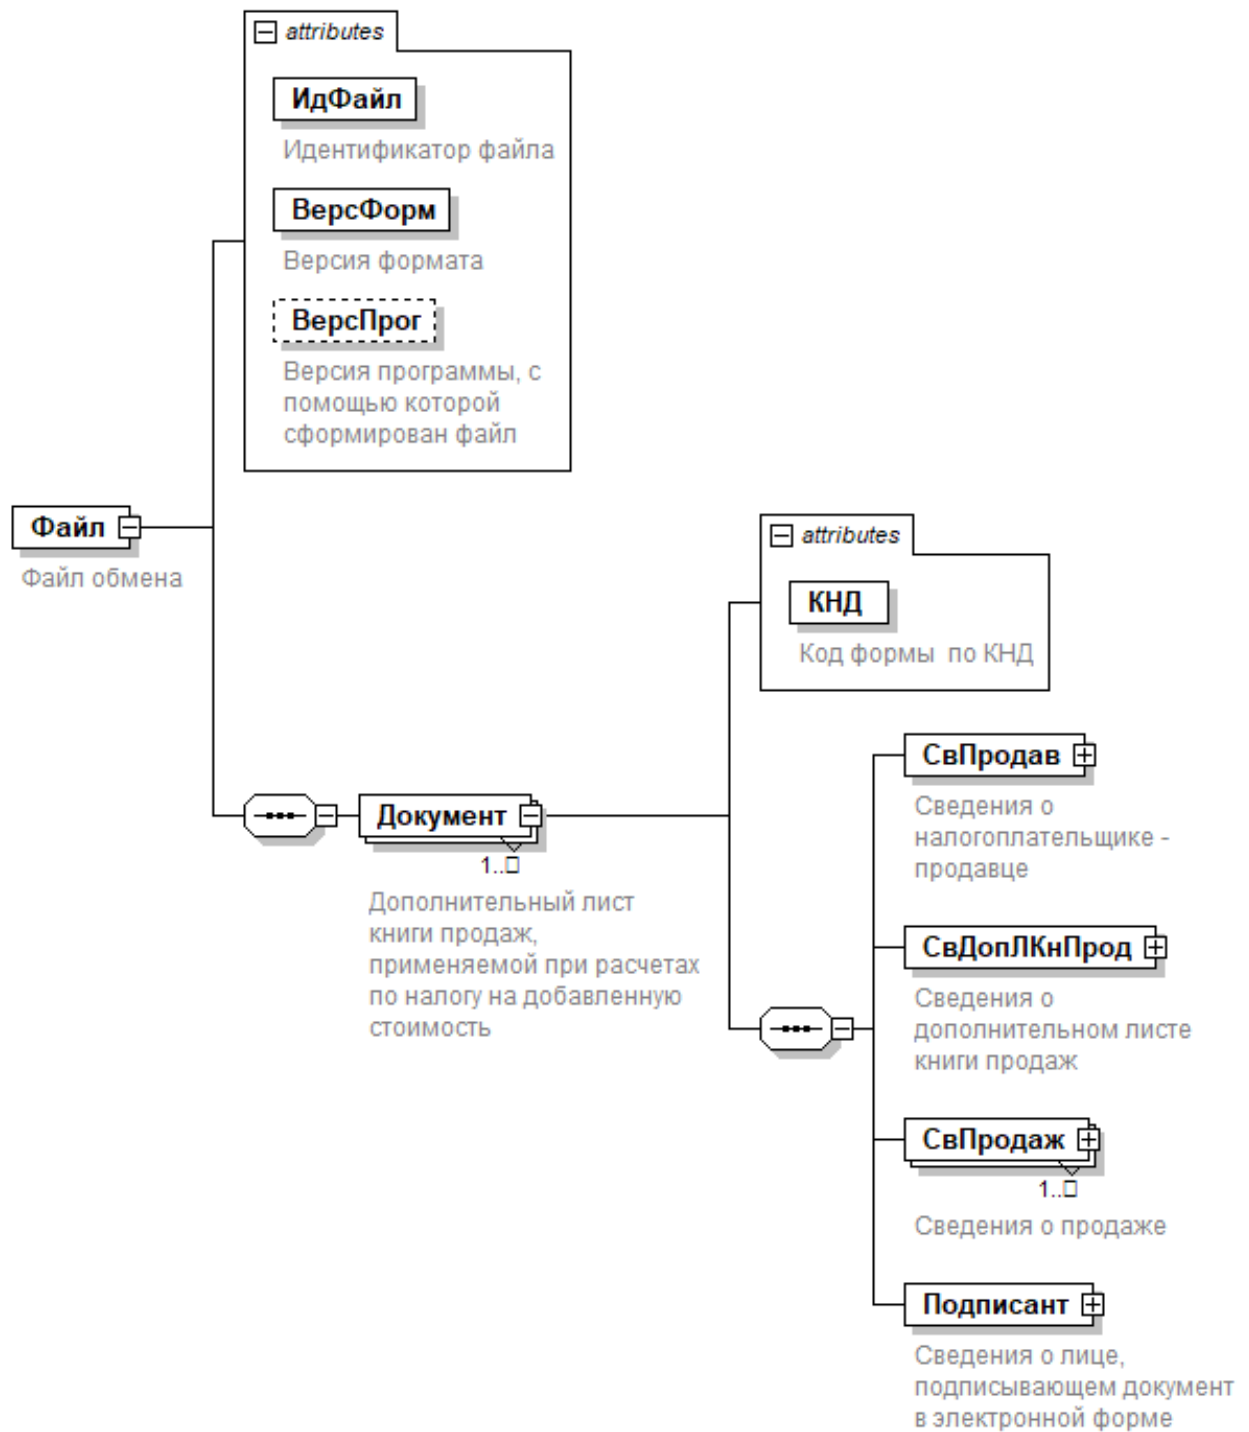 attributes
ИдФайл
Идентификатор файла
ВерсФорм
Версия формата
ВерсПрог
Версия программы, с
помощью которой
сформирован файл
Файл
Файл обмена
attributes
КНД
Код формы по КНД
Документ
1..□
Дополнительный лист
книги продаж,
применяемой при расчетах
по налогу на добавленную
стоимость
СвПродав
Сведения о
налогоплательщике -
продавце
СвДопЛКнПрод
Сведения о
дополнительном листе
книги продаж
СвПродаж
1..□
Сведения о продаже
Подписант
Сведения о лице,
подписывающем документ
в электронной форме